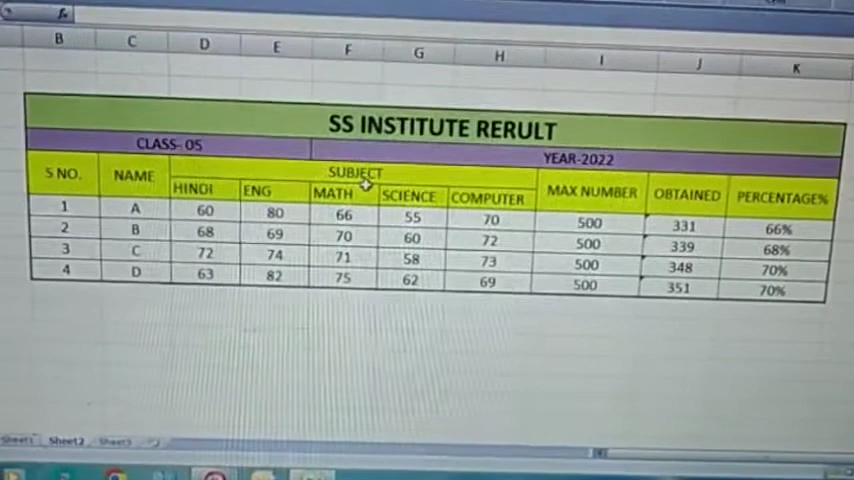 fx
B C D E F G H I J K
SS INSTITUTE RERULT
CLASS- 05 YEAR-2022
S NO. NAME SUBJECT MAX NUMBER OBTAINED PERCENTAGE%
HINDI ENG MATH SCIENCE COMPUTER
1 A 60 80 66 55 70 500 331 66%
2 B 68 69 70 60 72 500 339 68%
3 C 72 74 71 58 73 500 348 70%
4 D 63 82 75 62 69 500 351 70%
Sheet1 Sheet2 Sheet3